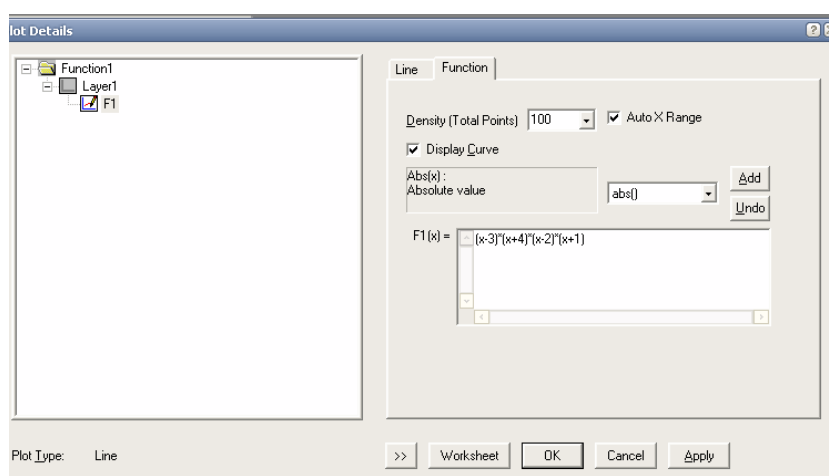 lot Details
Function1
Layer1
F1
Line Function
Density (Total Points) 100 Auto X Range
Display Curve
Abs(x) :
Absolute value
abs()
Add
Undo
F1(x) = (x-3)*(x+4)*(x-2)*(x+1)
Plot Type: Line
>> Worksheet OK Cancel Apply